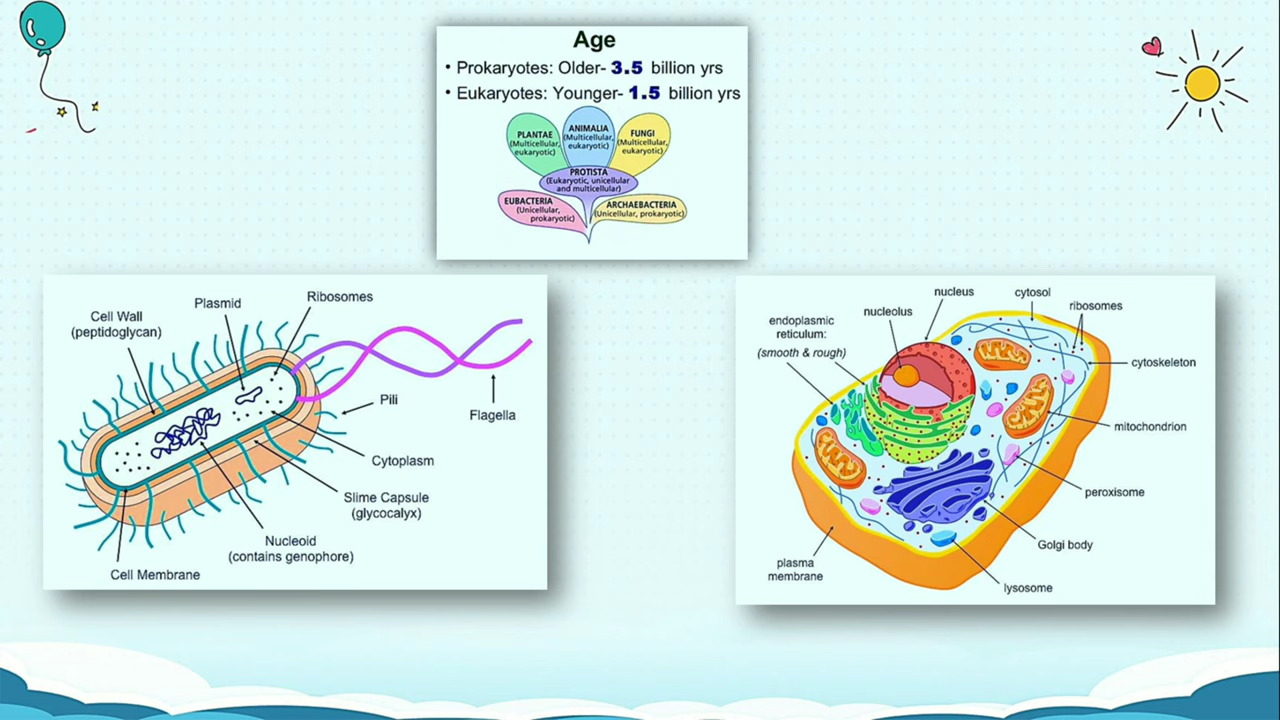 Age
• Prokaryotes: Older- 3.5 billion yrs
• Eukaryotes: Younger- 1.5 billion yrs
PLANTAE
(Multicellular,
eukaryotic)
ANIMALIA
(Multicellular,
eukaryotic)
FUNGI
(Multicellular,
eukaryotic)
PROTISTA
(Eukaryotic, unicellular
and multicellular)
EUBACTERIA
(Unicellular,
prokaryotic)
ARCHAEBACTERIA
(Unicellular, prokaryotic)
Cell Wall
(peptidoglycan)
Plasmid
Ribosomes
Pili
Flagella
Cytoplasm
Slime Capsule
(glycocalyx)
Nucleoid
(contains genophore)
Cell Membrane
nucleus
cytosol
ribosomes
nucleolus
endoplasmic
reticulum:
(smooth & rough)
cytoskeleton
mitochondrion
peroxisome
Golgi body
plasma
membrane
lysosome